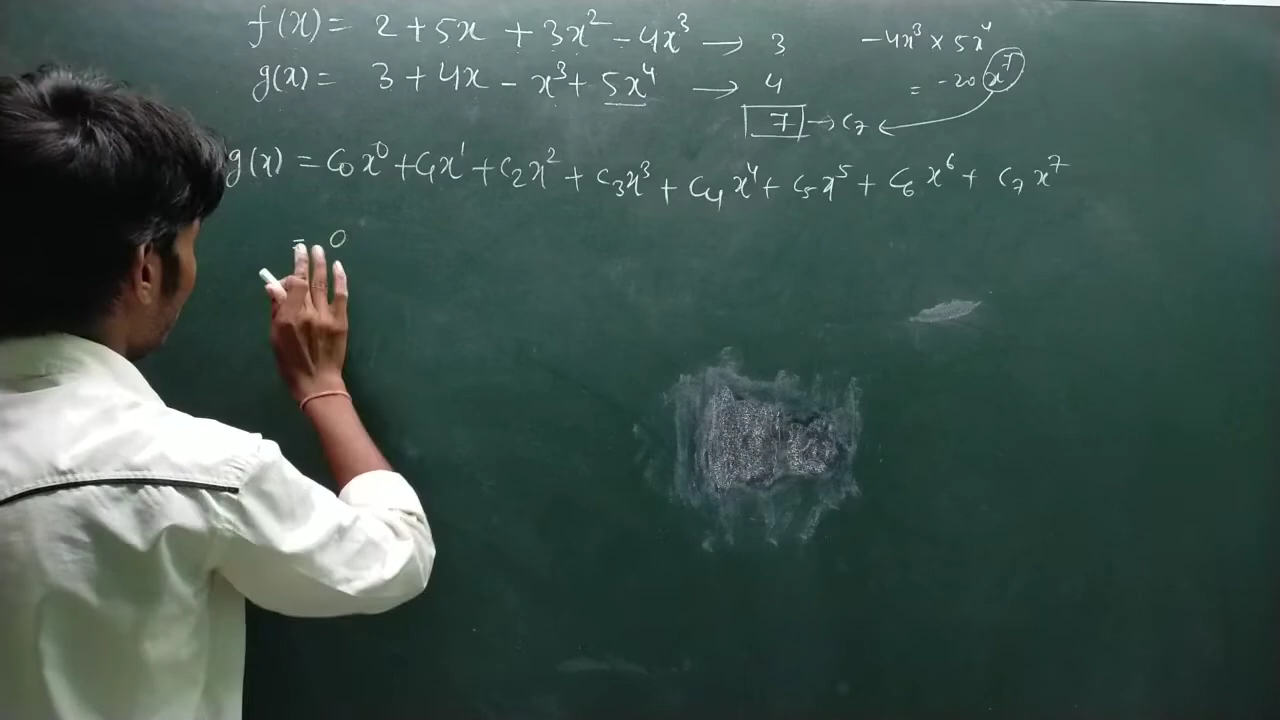 f(x) = 2 + 5x + 3x² - 4x³ → 3
g(x) = 3 + 4x - x³ + 5x⁴ → 4
7 → C₇
-4x³ × 5x⁴
= -20 x⁷
g(x) = C₀x⁰ + C₁x¹ + C₂x² + C₃x³ + C₄x⁴ + C₅x⁵ + C₆x⁶ + C₇x⁷
= 0